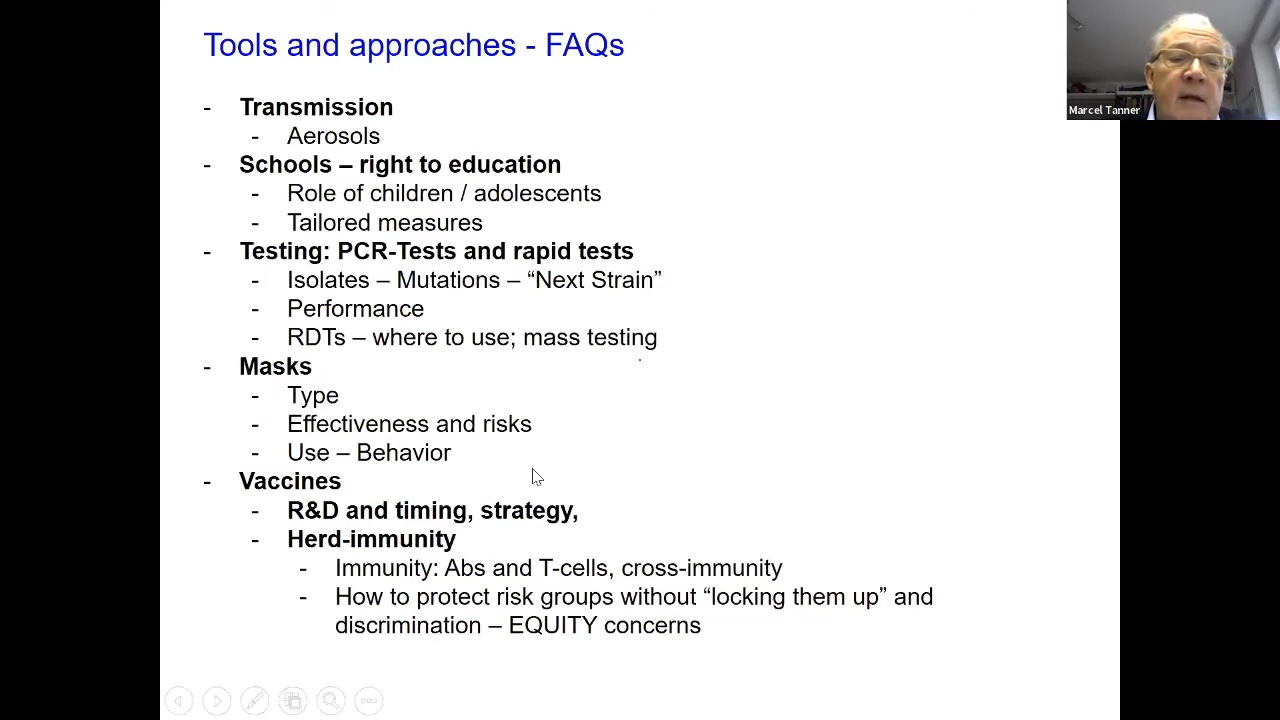 Tools and approaches - FAQs
Marcel Tanner
- Transmission
- Aerosols
- Schools – right to education
- Role of children / adolescents
- Tailored measures
- Testing: PCR-Tests and rapid tests
- Isolates – Mutations – “Next Strain”
- Performance
- RDTs – where to use; mass testing
- Masks
- Type
- Effectiveness and risks
- Use – Behavior
- Vaccines
- R&D and timing, strategy,
- Herd-immunity
- Immunity: Abs and T-cells, cross-immunity
- How to protect risk groups without “locking them up” and
discrimination – EQUITY concerns